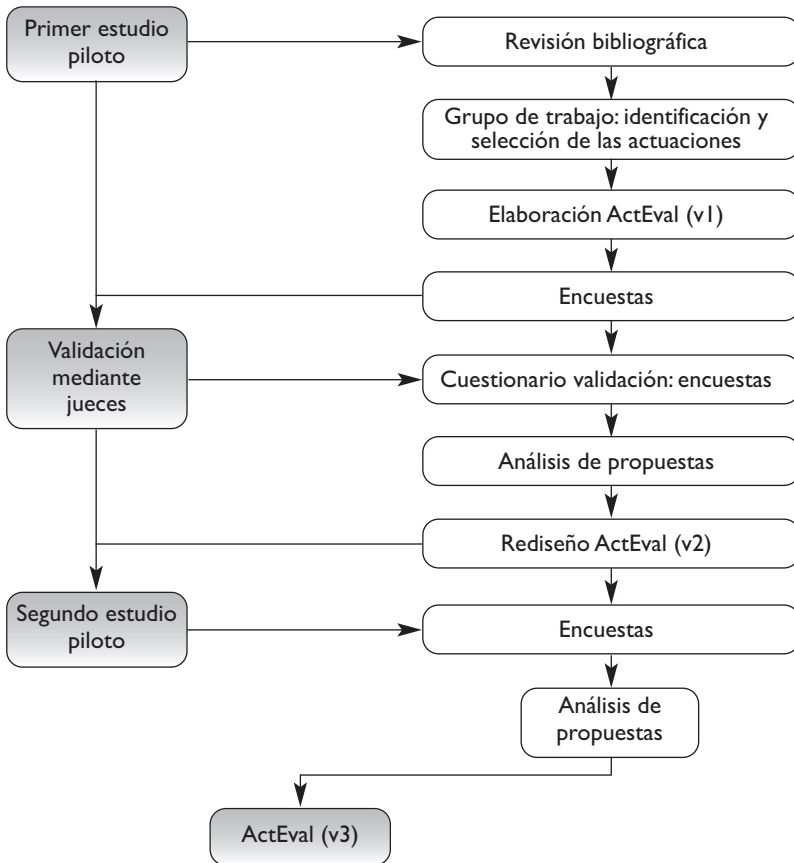 Primer estudio
piloto
Revisión bibliográfica
Grupo de trabajo: identificación y
selección de las actuaciones
Elaboración ActEval (v1)
Encuestas
Validación
mediante
jueces
Cuestionario validación: encuestas
Análisis de propuestas
Rediseño ActEval (v2)
Segundo estudio
piloto
Encuestas
Análisis de
propuestas
ActEval (v3)